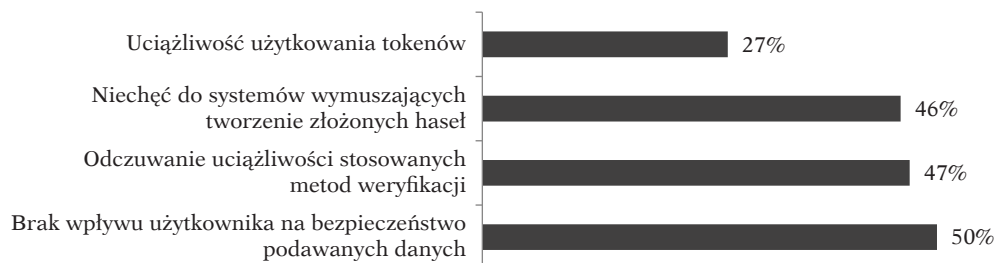 Uciążliwość użytkowania tokenów
27%
Niechęć do systemów wymuszających
tworzenie złożonych haseł
46%
Odczuwanie uciążliwości stosowanych
metod weryfikacji
47%
Brak wpływu użytkownika na bezpieczeństwo
podawanych danych
50%